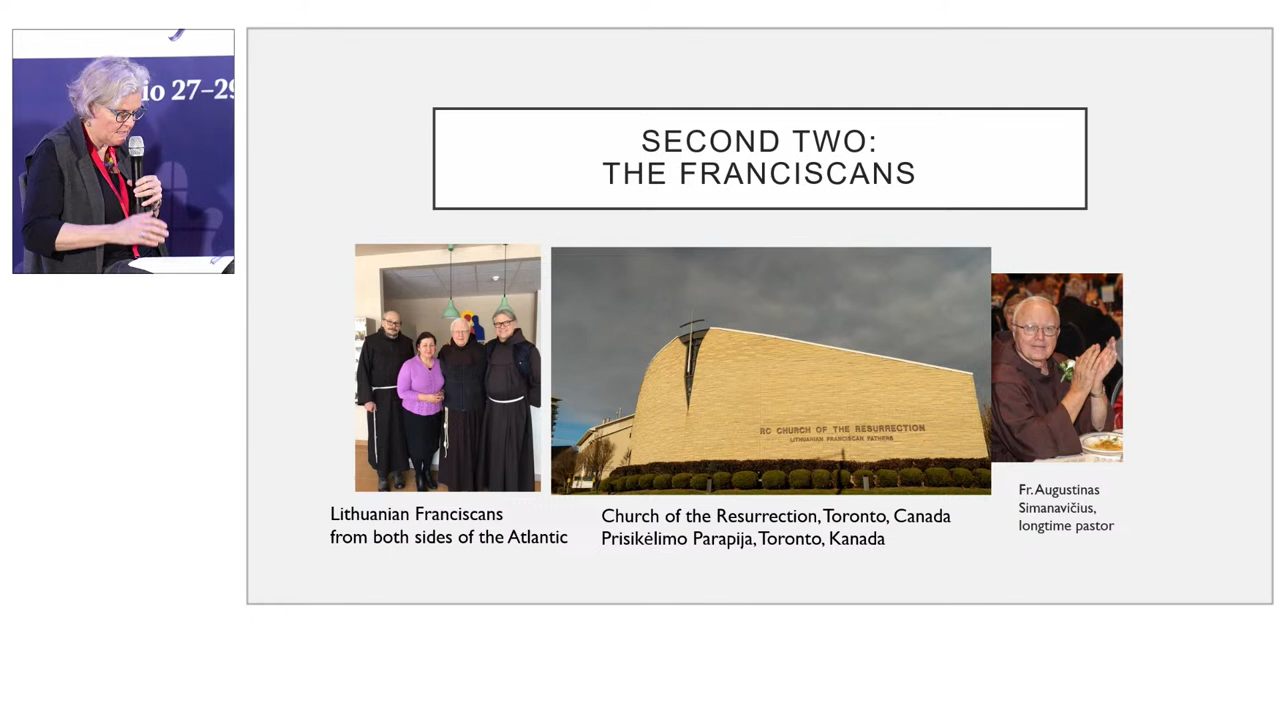 io 27–29
SECOND TWO:
THE FRANCISCANS
RC CHURCH OF THE RESURRECTION
LITHUANIAN FRANCISCAN FATHERS
Lithuanian Franciscans
from both sides of the Atlantic
Church of the Resurrection, Toronto, Canada
Prisikėlimo Parapija, Toronto, Kanada
Fr. Augustinas
Simanavičius,
longtime pastor